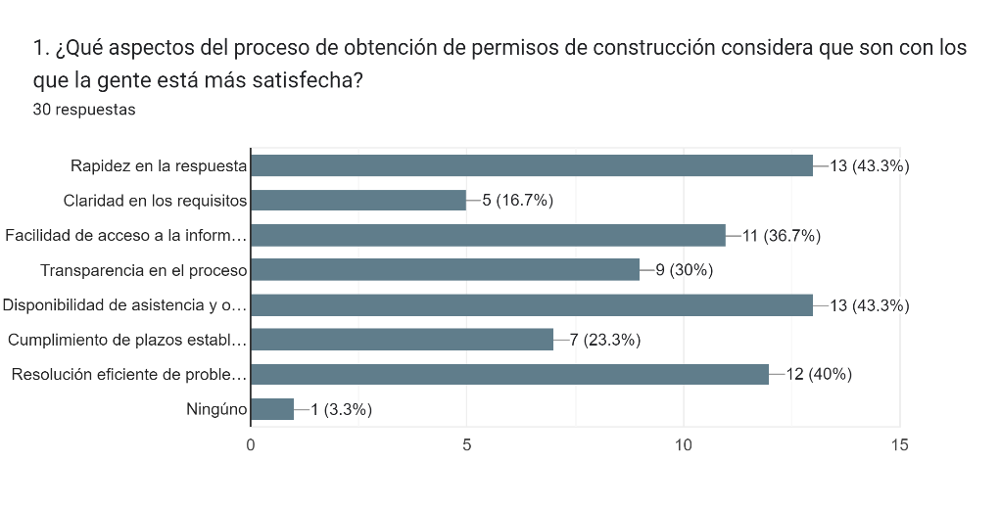 1. ¿Qué aspectos del proceso de obtención de permisos de construcción considera que son con los
que la gente está más satisfecha?
30 respuestas
Rapidez en la respuesta
13 (43.3%)
Claridad en los requisitos
5 (16.7%)
Facilidad de acceso a la inform…
11 (36.7%)
Transparencia en el proceso
9 (30%)
Disponibilidad de asistencia y o…
13 (43.3%)
Cumplimiento de plazos establ…
7 (23.3%)
Resolución eficiente de proble…
12 (40%)
Ningúno
1 (3.3%)
0 5 10 15